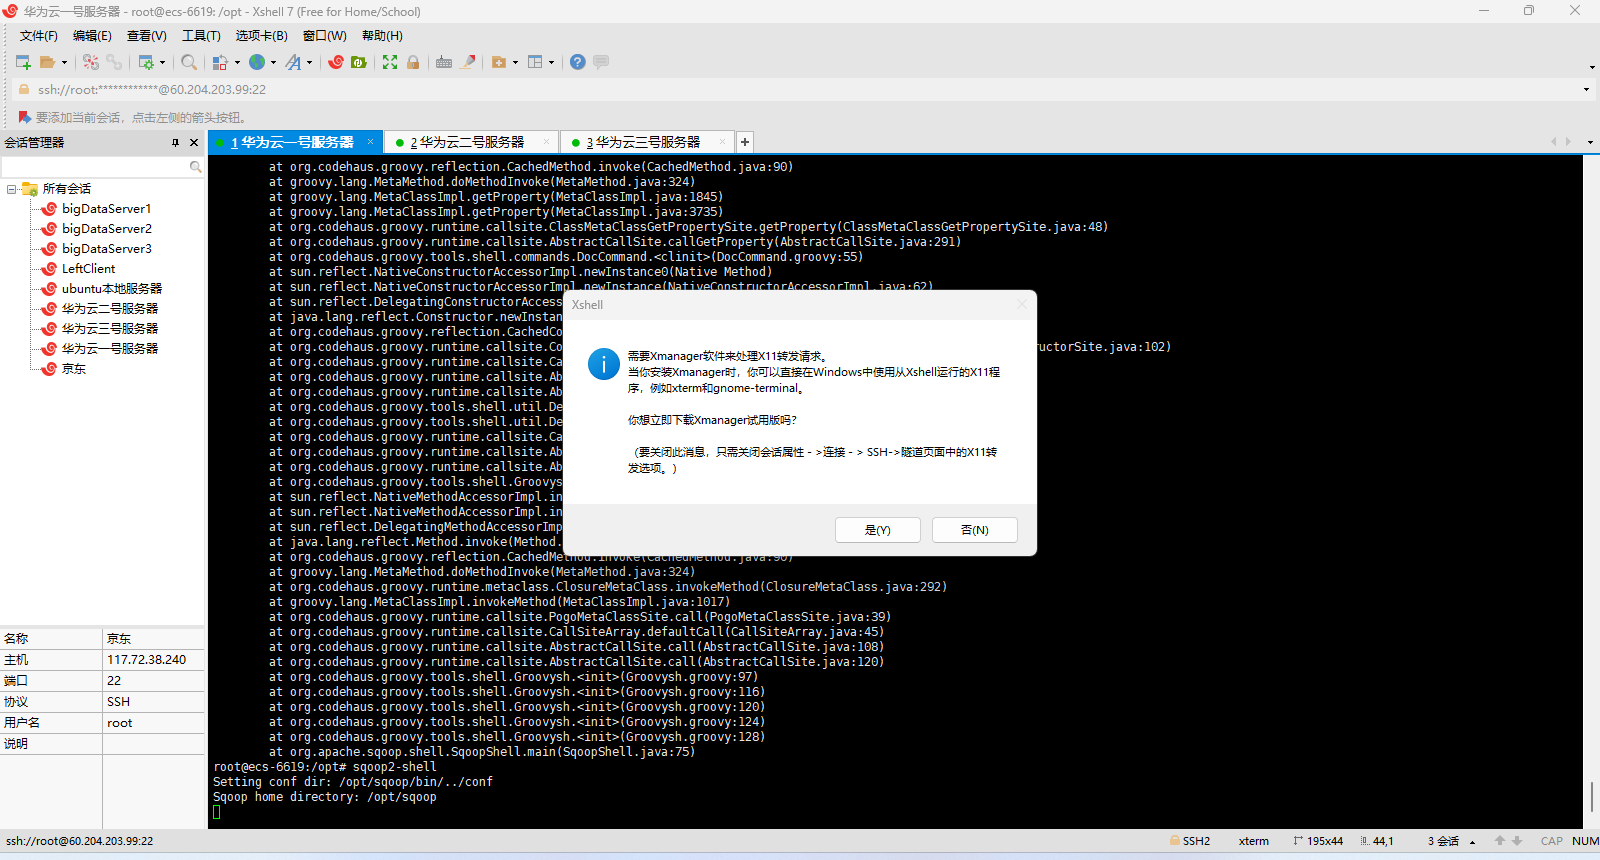 华为云一号服务器 - root@ecs-6619: /opt - Xshell 7 (Free for Home/School)
文件(F) 编辑(E) 查看(V) 工具(T) 选项卡(B) 窗口(W) 帮助(H)
ssh://root:************@60.204.203.99:22
要添加当前会话，点击左侧的箭头按钮。
会话管理器
1 华为云一号服务器 2 华为云二号服务器 3 华为云三号服务器
所有会话
bigDataServer1
bigDataServer2
bigDataServer3
LeftClient
ubuntu本地服务器
华为云二号服务器
华为云三号服务器
华为云一号服务器
京东
名称 京东
主机 117.72.38.240
端口 22
协议 SSH
用户名 root
说明
at org.codehaus.groovy.reflection.CachedMethod.invoke(CachedMethod.java:90)
at groovy.lang.MetaMethod.doMethodInvoke(MetaMethod.java:324)
at groovy.lang.MetaClassImpl.getProperty(MetaClassImpl.java:1845)
at groovy.lang.MetaClassImpl.getProperty(MetaClassImpl.java:3735)
at org.codehaus.groovy.runtime.callsite.ClassMetaClassGetPropertySite.getProperty(ClassMetaClassGetPropertySite.java:48)
at org.codehaus.groovy.runtime.callsite.AbstractCallSite.callGetProperty(AbstractCallSite.java:291)
at org.codehaus.groovy.tools.shell.commands.DocCommand.<clinit>(DocCommand.groovy:55)
at sun.reflect.NativeConstructorAccessorImpl.newInstance0(Native Method)
at sun.reflect.NativeConstructorAccessorImpl.newInstance(NativeConstructorAccessorImpl.java:62)
at sun.reflect.DelegatingConstructorAccess
at java.lang.reflect.Constructor.newInstan
at org.codehaus.groovy.reflection.CachedCo
at org.codehaus.groovy.runtime.callsite.Co ructorSite.java:102)
at org.codehaus.groovy.runtime.callsite.Ca
at org.codehaus.groovy.runtime.callsite.Ab
at org.codehaus.groovy.runtime.callsite.Ab
at org.codehaus.groovy.tools.shell.util.De
at org.codehaus.groovy.tools.shell.util.De
at org.codehaus.groovy.runtime.callsite.Ca
at org.codehaus.groovy.runtime.callsite.Ab
at org.codehaus.groovy.runtime.callsite.Ab
at org.codehaus.groovy.tools.shell.Groovys
at sun.reflect.NativeMethodAccessorImpl.in
at sun.reflect.NativeMethodAccessorImpl.in
at sun.reflect.DelegatingMethodAccessorImp
at java.lang.reflect.Method.invoke(Method.
at org.codehaus.groovy.reflection.CachedMethod.invoke(CachedMethod.java:90)
at groovy.lang.MetaMethod.doMethodInvoke(MetaMethod.java:324)
at org.codehaus.groovy.runtime.metaclass.ClosureMetaClass.invokeMethod(ClosureMetaClass.java:292)
at groovy.lang.MetaClassImpl.invokeMethod(MetaClassImpl.java:1017)
at org.codehaus.groovy.runtime.callsite.PogoMetaClassSite.call(PogoMetaClassSite.java:39)
at org.codehaus.groovy.runtime.callsite.CallSiteArray.defaultCall(CallSiteArray.java:45)
at org.codehaus.groovy.runtime.callsite.AbstractCallSite.call(AbstractCallSite.java:108)
at org.codehaus.groovy.runtime.callsite.AbstractCallSite.call(AbstractCallSite.java:120)
at org.codehaus.groovy.tools.shell.Groovysh.<init>(Groovysh.groovy:97)
at org.codehaus.groovy.tools.shell.Groovysh.<init>(Groovysh.groovy:116)
at org.codehaus.groovy.tools.shell.Groovysh.<init>(Groovysh.groovy:120)
at org.codehaus.groovy.tools.shell.Groovysh.<init>(Groovysh.groovy:124)
at org.codehaus.groovy.tools.shell.Groovysh.<init>(Groovysh.groovy:128)
at org.apache.sqoop.shell.SqoopShell.main(SqoopShell.java:75)
root@ecs-6619:/opt# sqoop2-shell
Setting conf dir: /opt/sqoop/bin/../conf
Sqoop home directory: /opt/sqoop
Xshell
需要Xmanager软件来处理X11转发请求。
当你安装Xmanager时，你可以直接在Windows中使用从Xshell运行的X11程
序，例如xterm和gnome-terminal。
你想立即下载Xmanager试用版吗?
（要关闭此消息，只需关闭会话属性 - >连接 - > SSH->隧道页面中的X11转
发选项。）
是(Y) 否(N)
ssh://root@60.204.203.99:22 SSH2 xterm 195x44 44,1 3 会话 CAP NUM